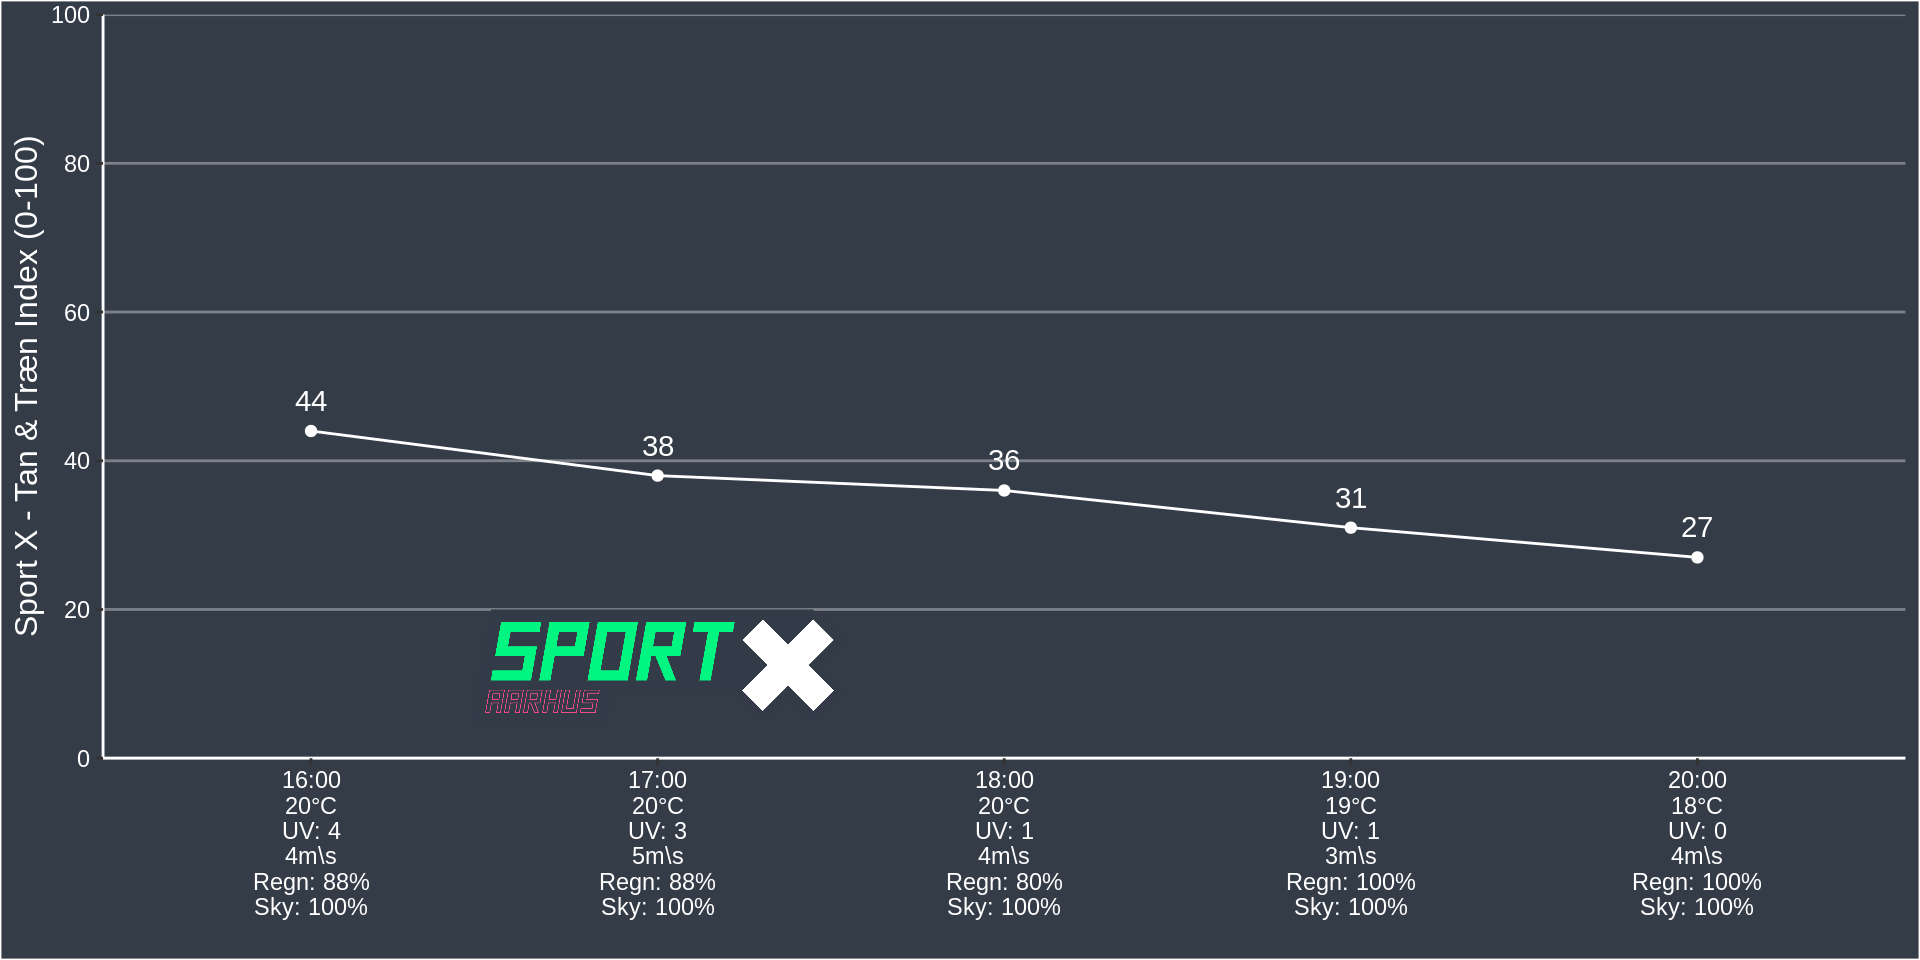 Sport X - Tan & Træn Index (0-100)
100
80
60
40
20
0
44
38
36
31
27
SPORT X
AARHUS
16:00
20°C
UV: 4
4m\s
Regn: 88%
Sky: 100%
17:00
20°C
UV: 3
5m\s
Regn: 88%
Sky: 100%
18:00
20°C
UV: 1
4m\s
Regn: 80%
Sky: 100%
19:00
19°C
UV: 1
3m\s
Regn: 100%
Sky: 100%
20:00
18°C
UV: 0
4m\s
Regn: 100%
Sky: 100%